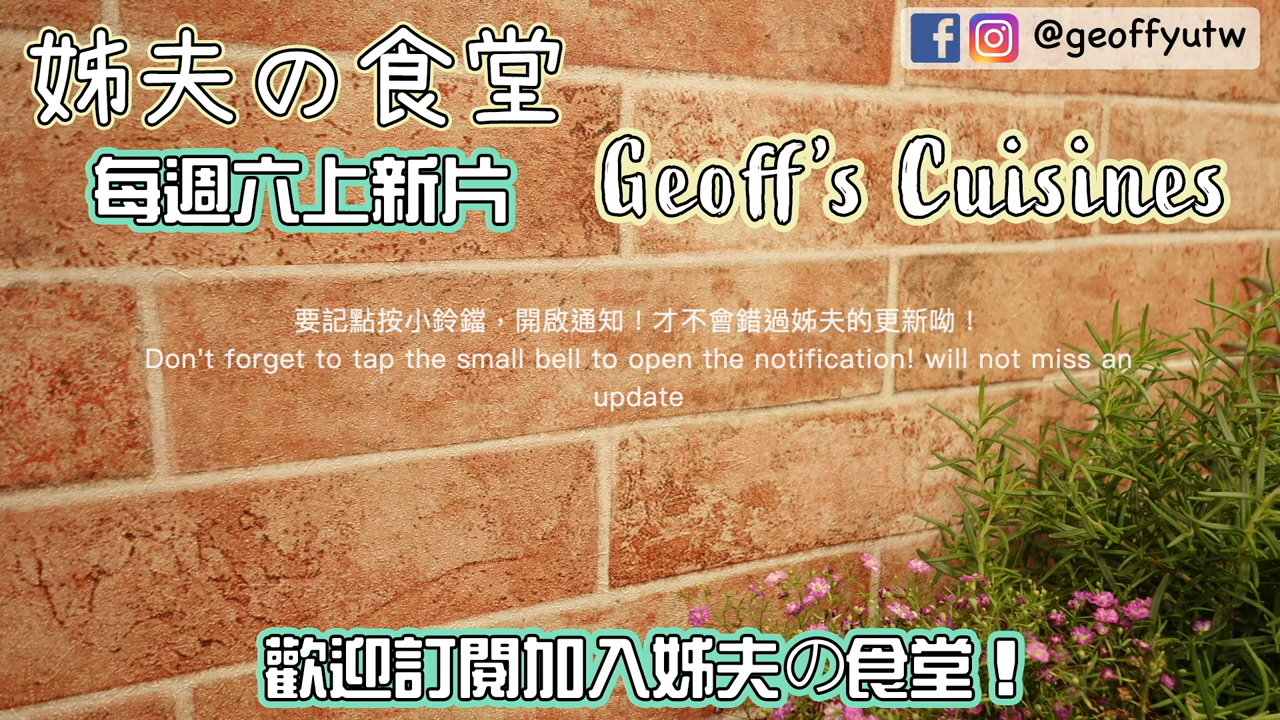 姊夫の食堂
@geoffyutw
每週六上新片
Geoff's Cuisines
要記點按小鈴鐺，開啟通知！才不會錯過姊夫的更新呦！
Don't forget to tap the small bell to open the notification! will not miss an
update
歡迎訂閱加入姊夫の食堂！